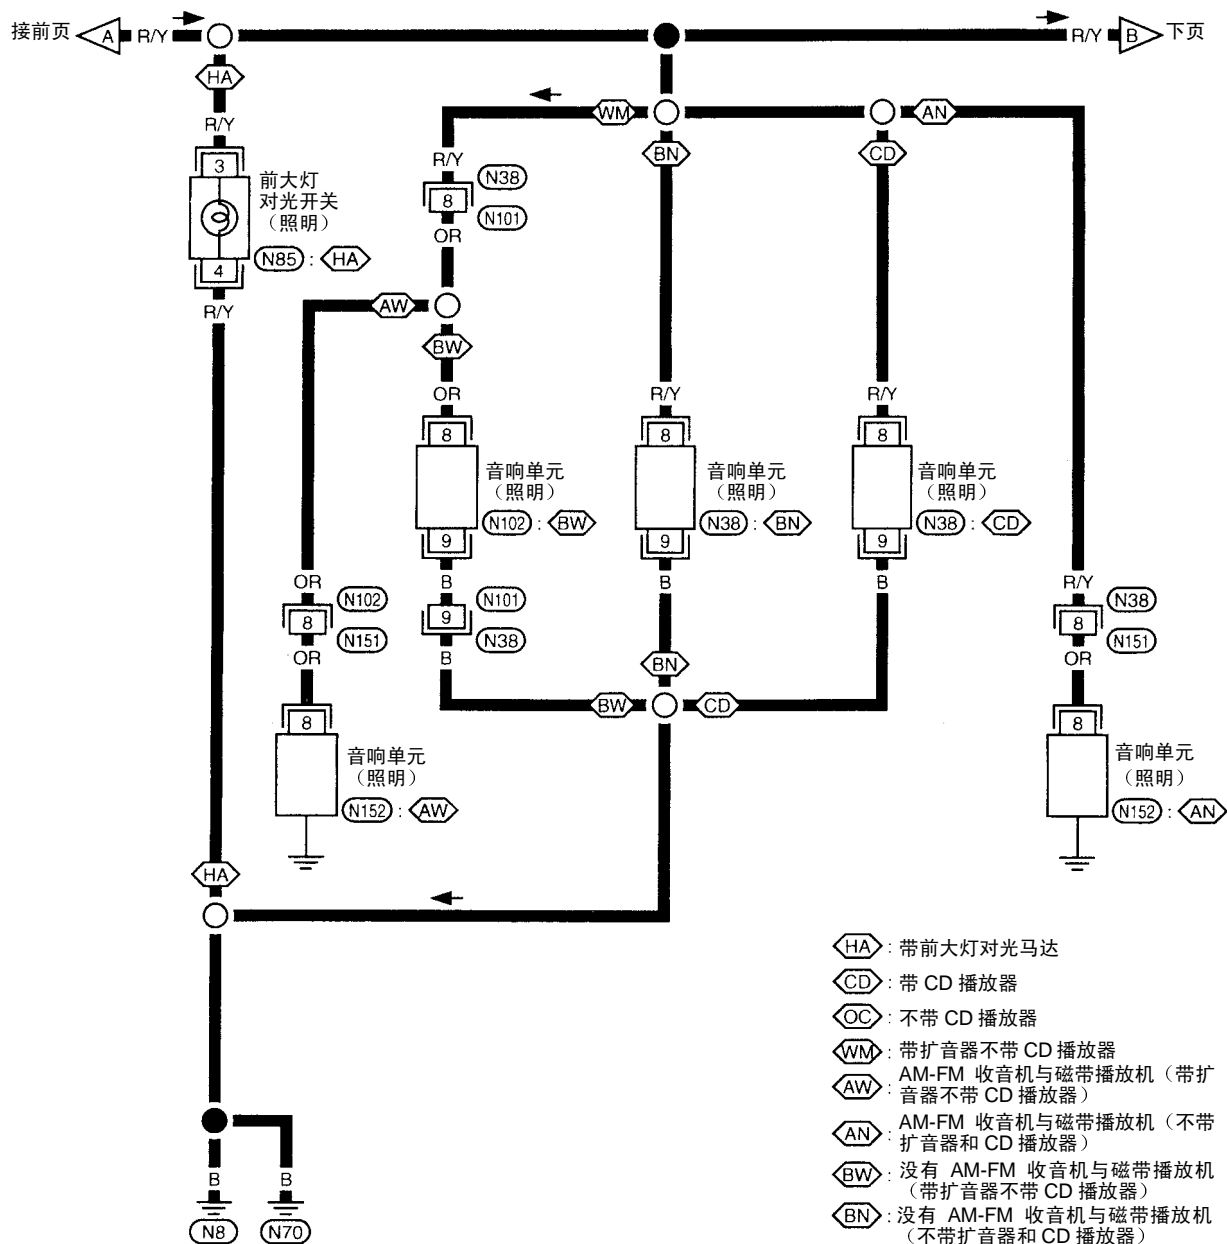 接前页 A R/Y R/Y B 下页
HA WM AN
R/Y BN CD
3 R/Y N38
前大灯 8
对光开关 N101
（照明） OR
N85 : HA
4
R/Y AW
BW
OR R/Y R/Y
8 8 8
音响单元 音响单元 音响单元
（照明） （照明） （照明）
N102 : BW N38 : BN N38 : CD
9 9 9
OR B B B R/Y
N102 N101 N38
8 9 8
N151 N38 N151
OR B BN OR
BW CD
8 8
音响单元 音响单元
（照明） （照明）
N152 : AW N152 : AN
HA
HA : 带前大灯对光马达
CD : 带 CD 播放器
OC : 不带 CD 播放器
WM : 带扩音器不带 CD 播放器
AW : AM-FM 收音机与磁带播放机（带扩
音器不带 CD 播放器）
AN : AM-FM 收音机与磁带播放机（不带
扩音器和 CD 播放器）
BW : 没有 AM-FM 收音机与磁带播放机
（带扩音器不带 CD 播放器）
BN : 没有 AM-FM 收音机与磁带播放机
（不带扩音器和 CD 播放器）
B B
N8 N70